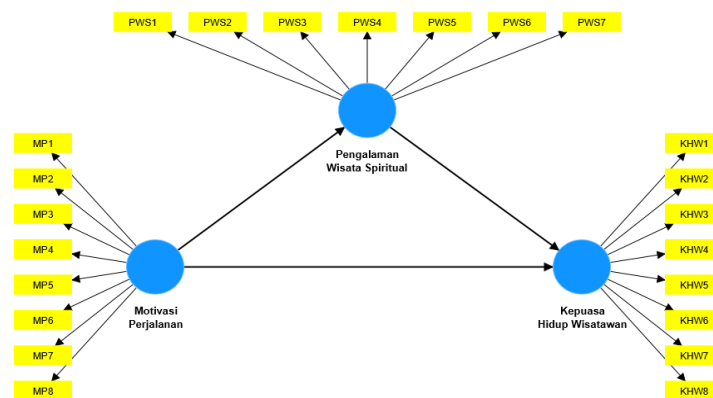 PWS1 PWS2 PWS3 PWS4 PWS5 PWS6 PWS7
Pengalaman
Wisata Spiritual
MP1
MP2
MP3
MP4
MP5
MP6
MP7
MP8
Motivasi
Perjalanan
Kepuasa
Hidup Wisatawan
KHW1
KHW2
KHW3
KHW4
KHW5
KHW6
KHW7
KHW8